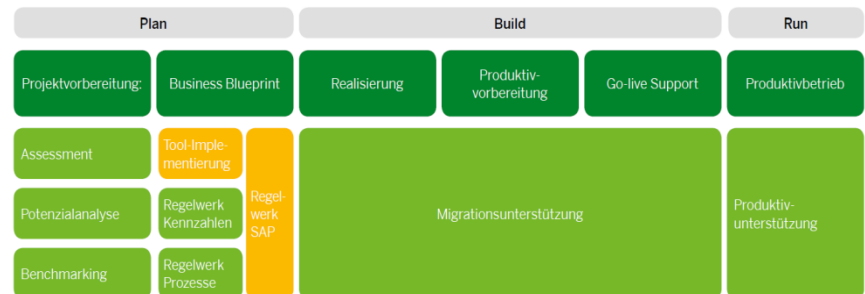 Plan
Build
Run
Projektvorbereitung:
Business Blueprint
Realisierung
Produktiv-
vorbereitung
Go-live Support
Produktivbetrieb
Assessment
Tool-Imple-
mentierung
Potenzialanalyse
Regelwerk
Kennzahlen
Benchmarking
Regelwerk
Prozesse
Regel-
werk
SAP
Migrationsunterstützung
Produktiv-
unterstützung